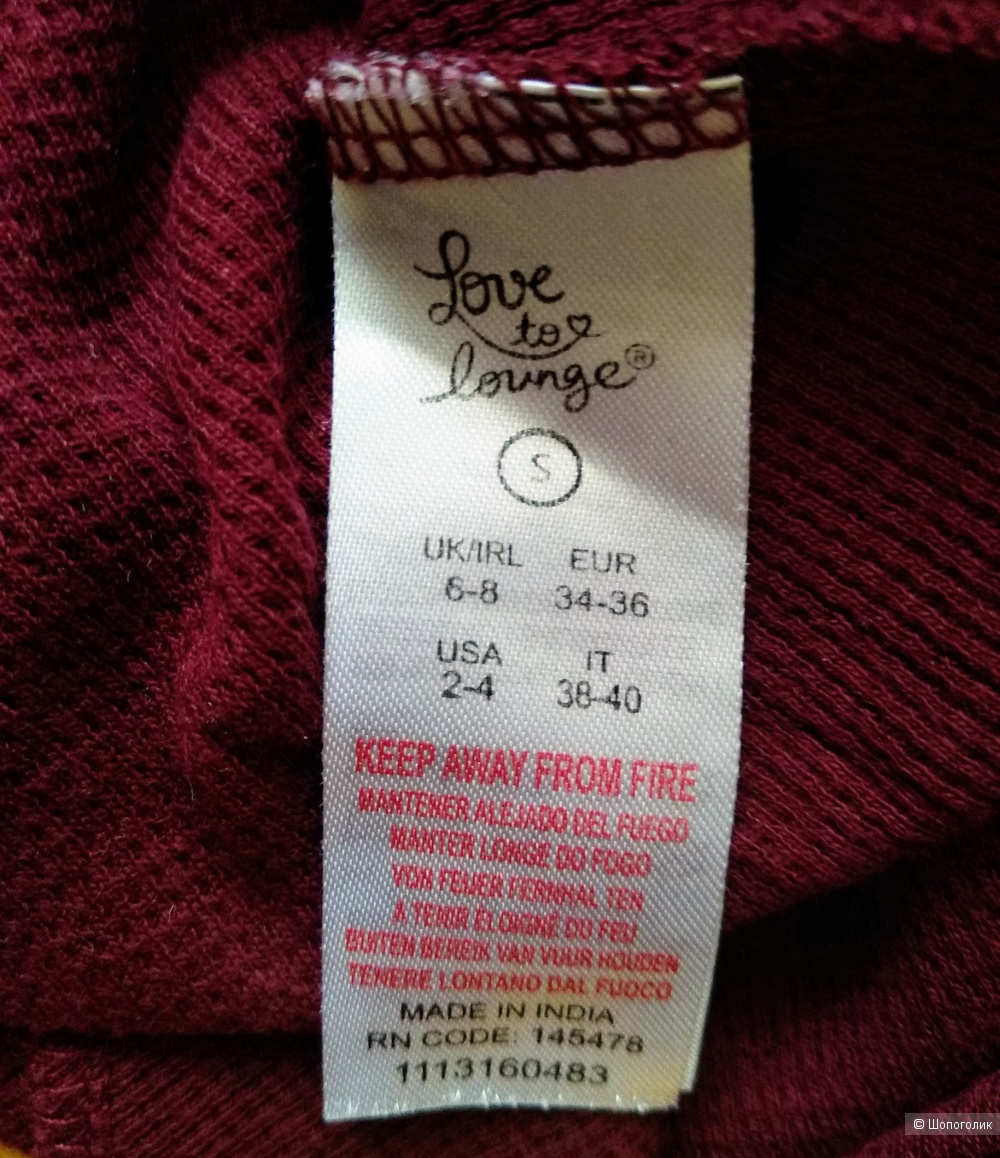 Love
to
lounge®
S
UK/IRL EUR
6-8 34-36
USA IT
2-4 38-40
KEEP AWAY FROM FIRE
MANTENER ALEJADO DEL FUEGO
MANTER LONGE DO FOGO
VON FEUER FERNHAL TEN
A TENIR ELOIGNÉ DU FEU
BUITEN BEREIK VAN VUUR HOUDEN
TENERE LONTANO DAL FUOCO
MADE IN INDIA
RN CODE: 145478
1113160483
© Шопоголик